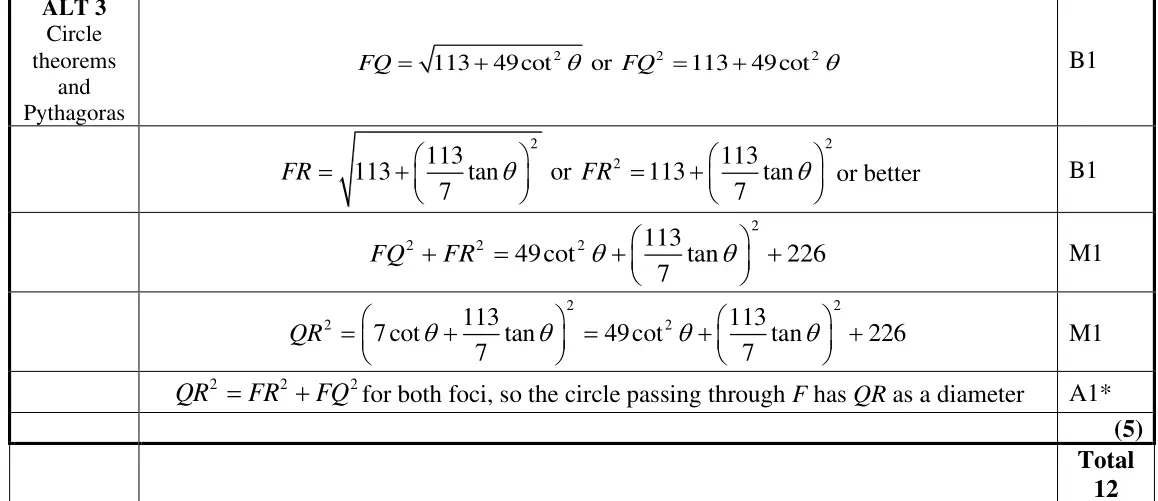 ALT 3
Circle
theorems
and
Pythagoras
FQ = √(113 + 49cot² θ) or FQ² = 113 + 49cot² θ
B1
FR = √(113 + (113/7 tan θ)²) or FR² = 113 + (113/7 tan θ)² or better
B1
FQ² + FR² = 49cot² θ + (113/7 tan θ)² + 226
M1
QR² = (7cot θ + 113/7 tan θ)² = 49cot² θ + (113/7 tan θ)² + 226
M1
QR² = FR² + FQ² for both foci, so the circle passing through F has QR as a diameter
A1*
(5)
Total
12